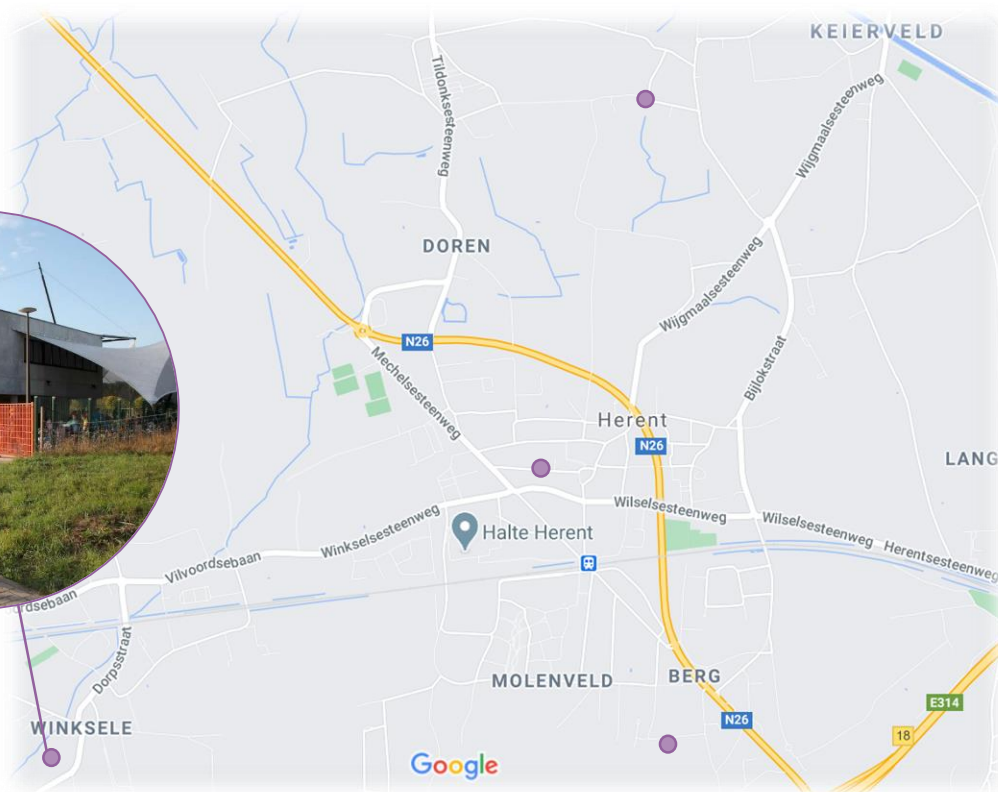 KEIERVELD
Tildonksesteenweg
Wijgmaalsesteenweg
DOREN
Wijgmaalsesteenweg
N26
Mechelsesteenweg
Bijlokstraat
Herent
N26
LANG
Wilselsesteenweg
Winkselsesteenweg
Halte Herent
Wilselsesteenweg
Herentsesteenweg
Vilvoordsebaan
rdsebaan
Dorpsstraat
MOLENVELD
BERG
E314
WINKSELE
N26
18
Google